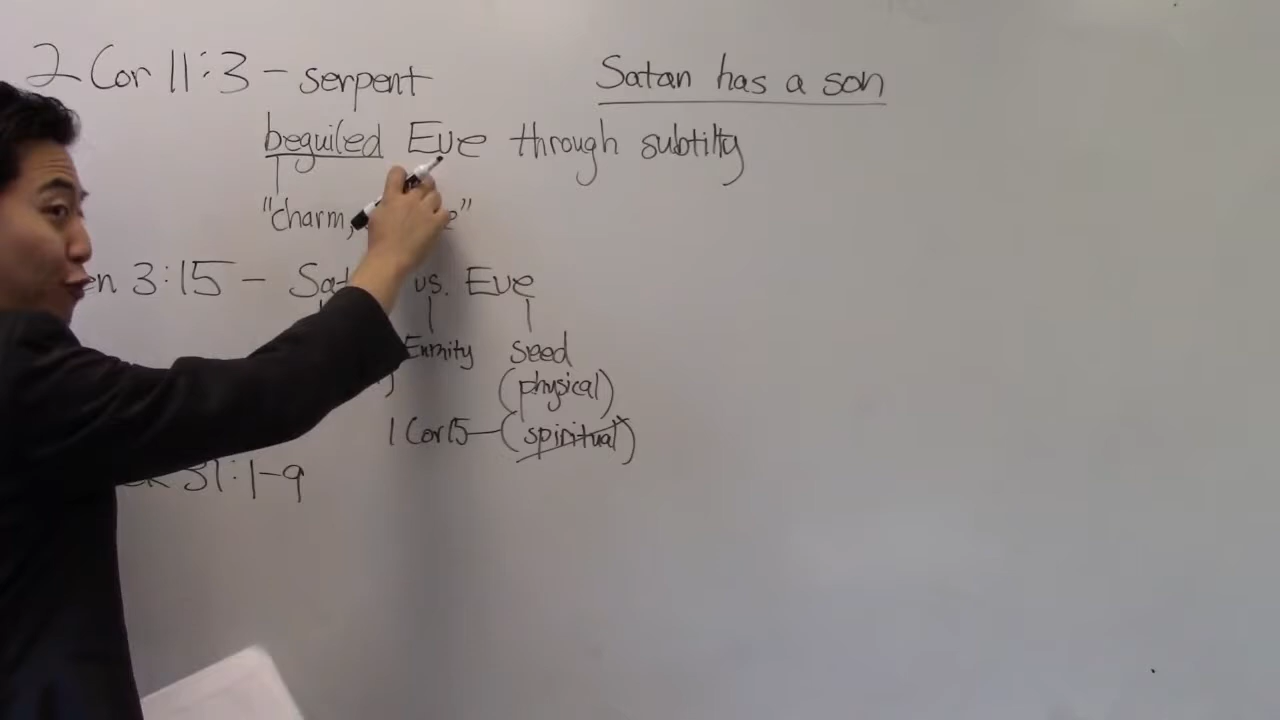 2 Cor 11:3 - serpent
Satan has a son
beguiled Eve through subtilty
"charm,
3:15 - vs. Eve
Enmity seed
(physical)
1 Cor 15 - (spiritual)
:1-9